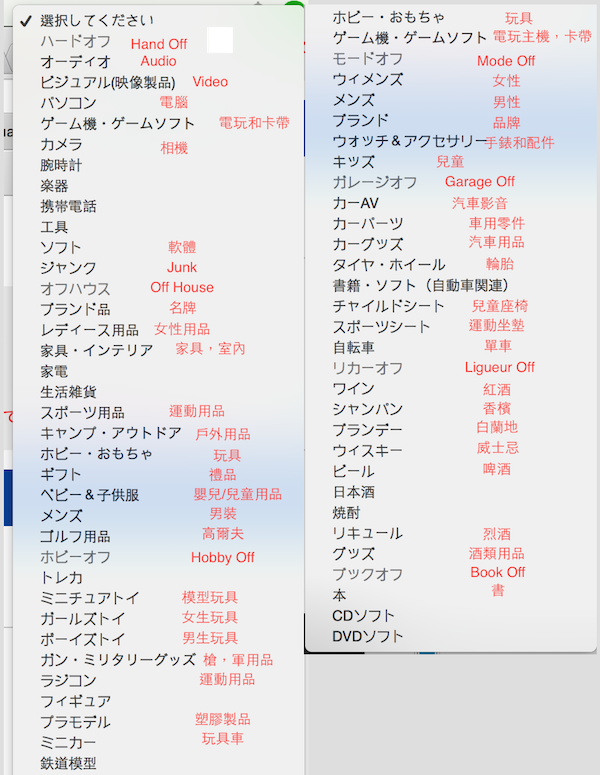 選択してください
ハードオフ Hand Off
オーディオ Audio
ビジュアル(映像製品) Video
パソコン 電腦
ゲーム機・ゲームソフト 電玩和卡帶
カメラ 相機
腕時計
楽器
携帯電話
工具
ソフト 軟體
ジャンク Junk
オフハウス Off House
ブランド品 名牌
レディース用品 女性用品
家具・インテリア 家具，室內
家電
生活雑貨
スポーツ用品 運動用品
キャンプ・アウトドア 戶外用品
ホビー・おもちゃ 玩具
ギフト 禮品
ベビー＆子供服 嬰兒/兒童用品
メンズ 男裝
ゴルフ用品 高爾夫
ホビーオフ Hobby Off
トレカ
ミニチュアトイ 模型玩具
ガールズトイ 女生玩具
ボーイズトイ 男生玩具
ガン・ミリタリーグッズ 槍，軍用品
ラジコン 運動用品
フィギュア
プラモデル 塑膠製品
ミニカー 玩具車
鉄道模型
ホビー・おもちゃ 玩具
ゲーム機・ゲームソフト 電玩主機，卡帶
モードオフ Mode Off
ウィメンズ 女性
メンズ 男性
ブランド 品牌
ウォッチ＆アクセサリー 手錶和配件
キッズ 兒童
ガレージオフ Garage Off
カーAV 汽車影音
カーパーツ 車用零件
カーグッズ 汽車用品
タイヤ・ホイール 輪胎
書籍・ソフト（自動車関連）
チャイルドシート 兒童座椅
スポーツシート 運動坐墊
自転車 單車
リカーオフ Ligueur Off
ワイン 紅酒
シャンパン 香檳
ブランデー 白蘭地
ウィスキー 威士忌
ビール 啤酒
日本酒
焼酎
リキュール 烈酒
グッズ 酒類用品
ブックオフ Book Off
本 書
CDソフト
DVDソフト